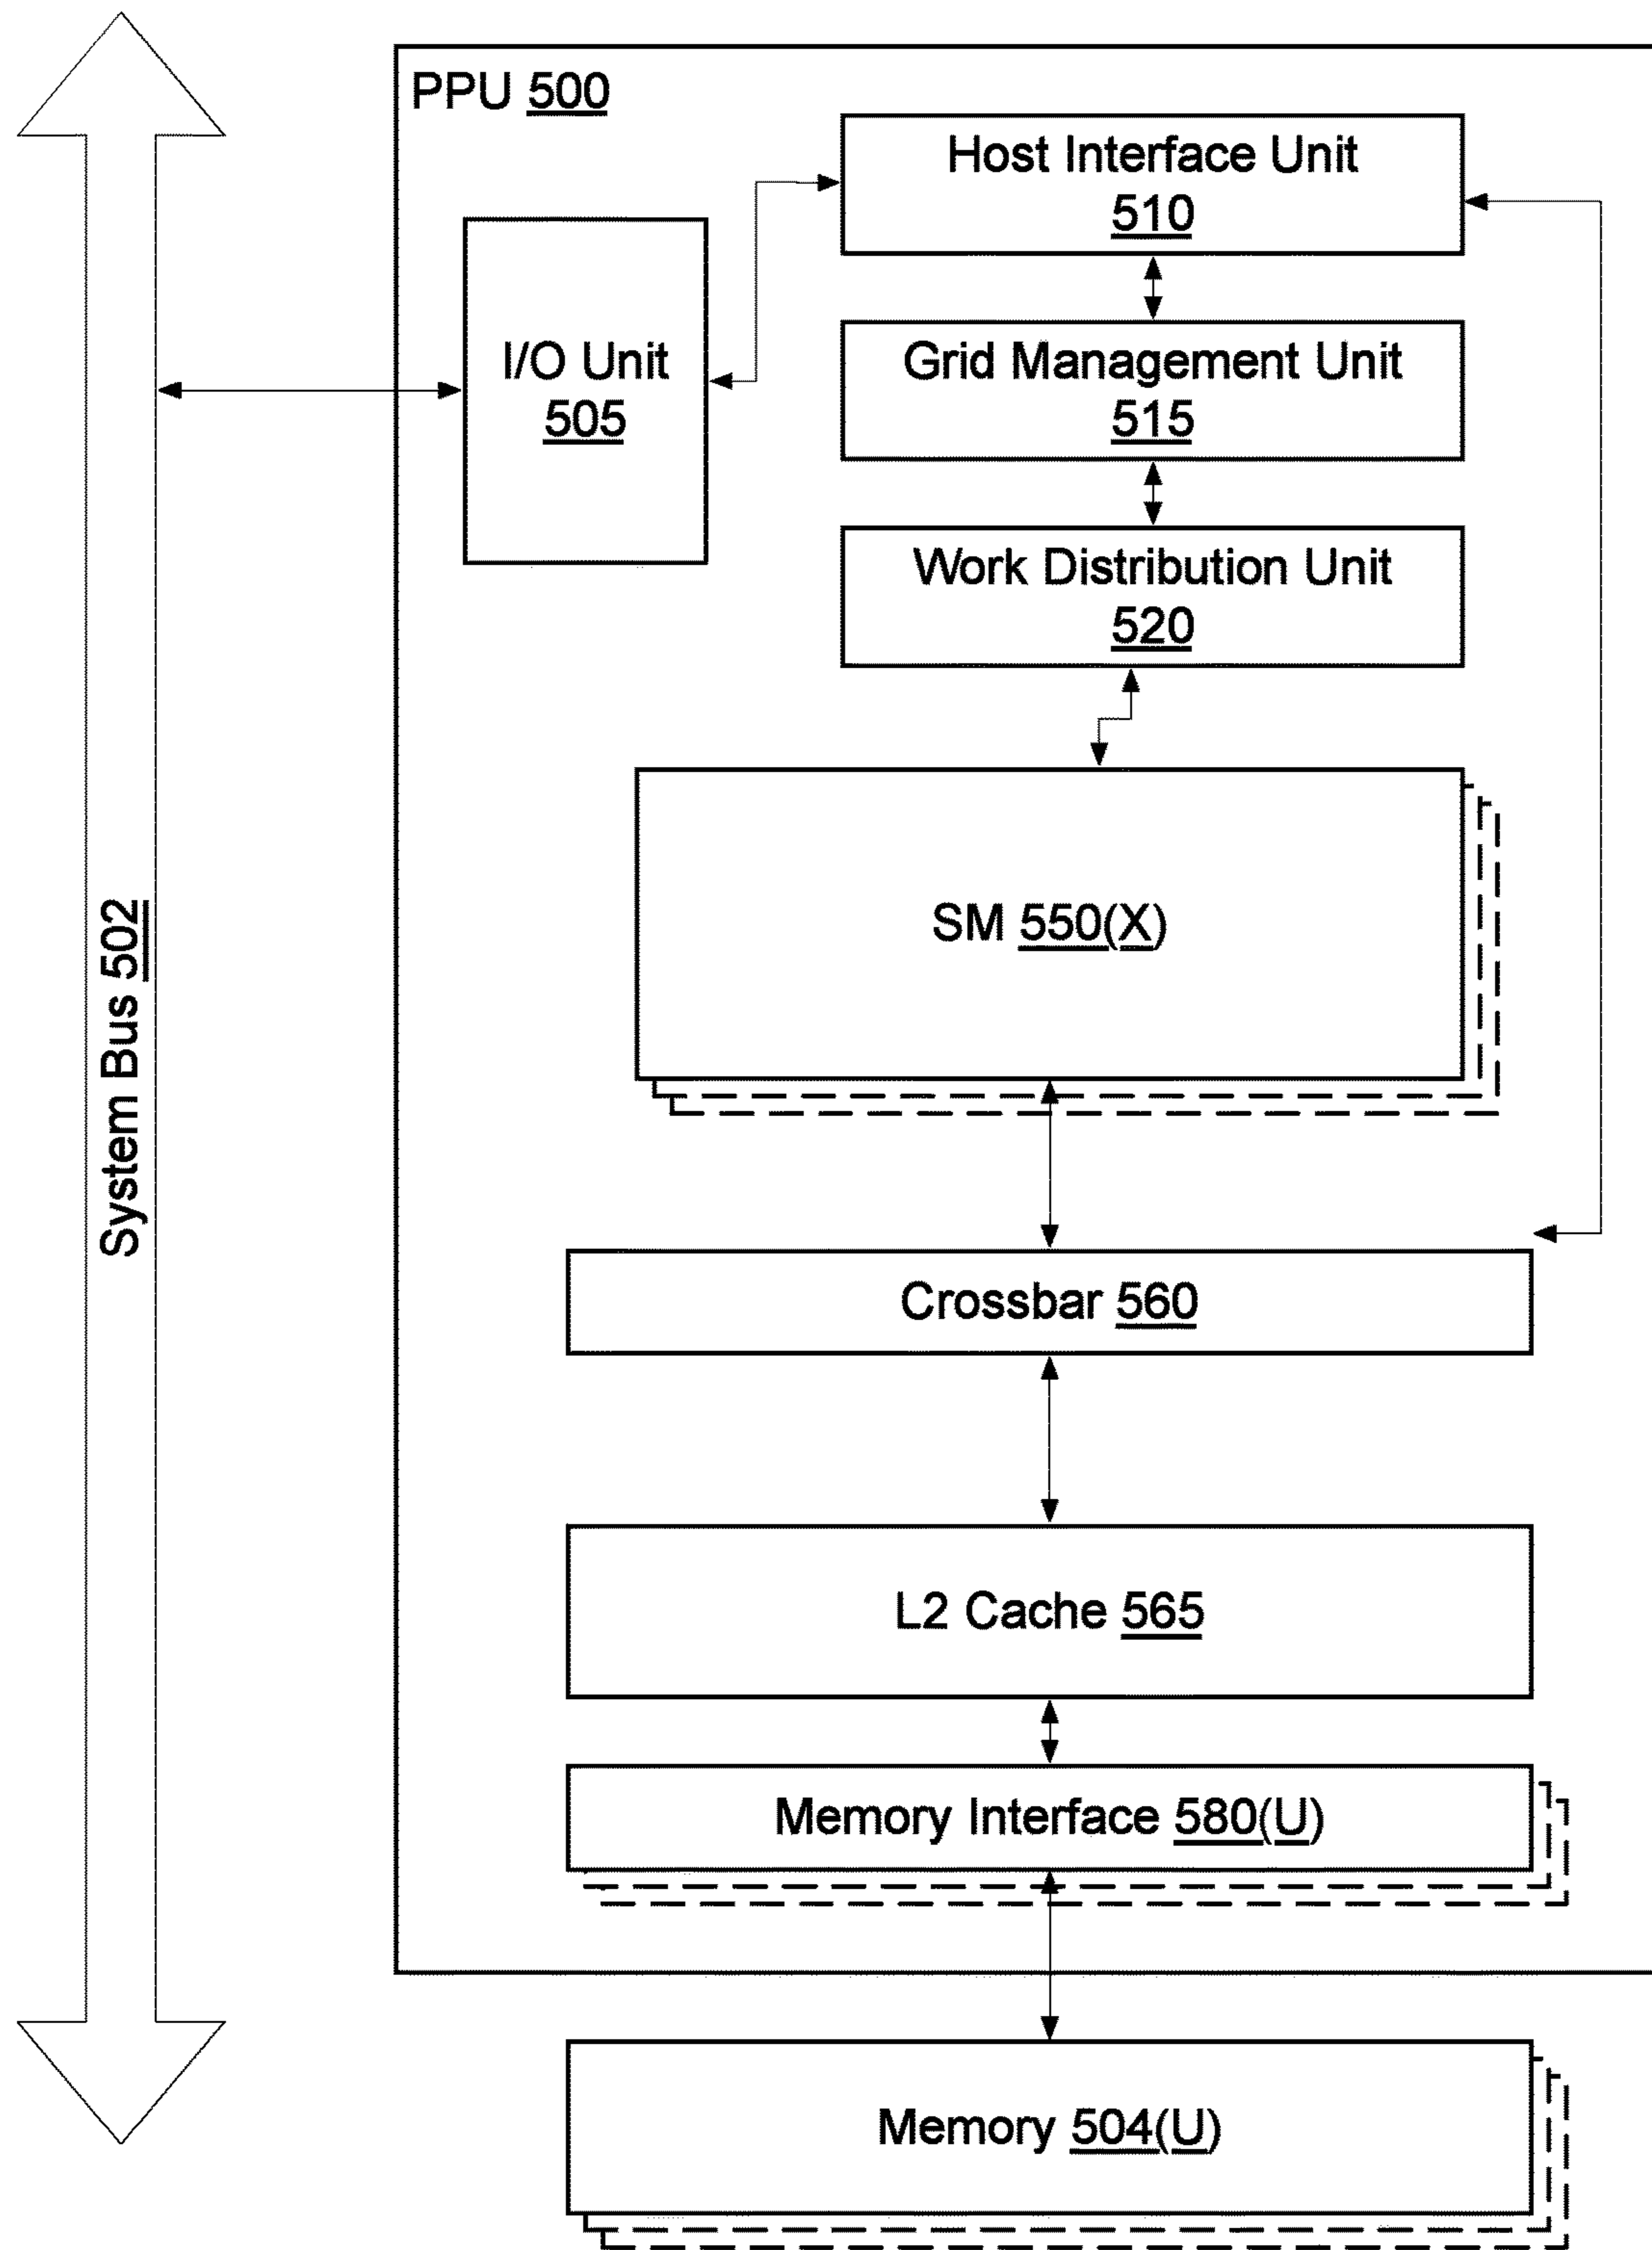 PPU 500
Host Interface Unit
510
I/O Unit
505
Grid Management Unit
515
Work Distribution Unit
520
System Bus 502
SM 550(X)
Crossbar 560
L2 Cache 565
Memory Interface 580(U)
Memory 504(U)